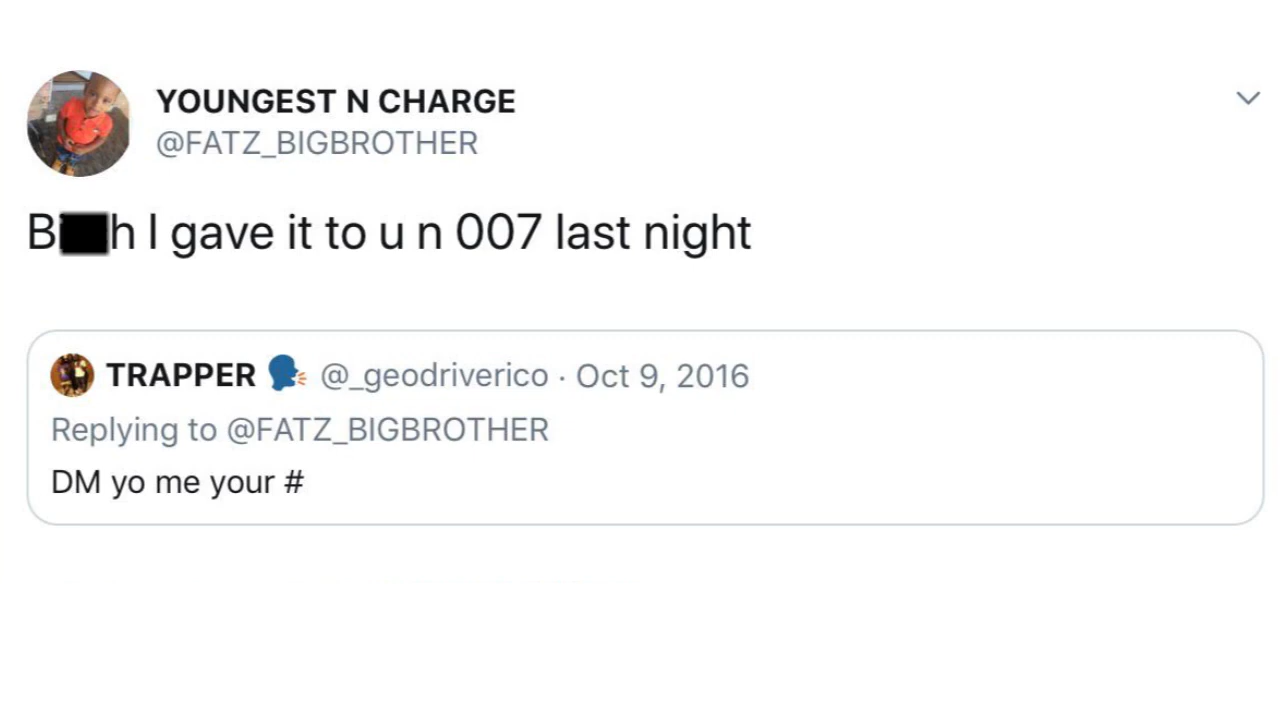 YOUNGEST N CHARGE
@FATZ_BIGBROTHER
B h I gave it to u n 007 last night
TRAPPER @_geodriverico · Oct 9, 2016
Replying to @FATZ_BIGBROTHER
DM yo me your #